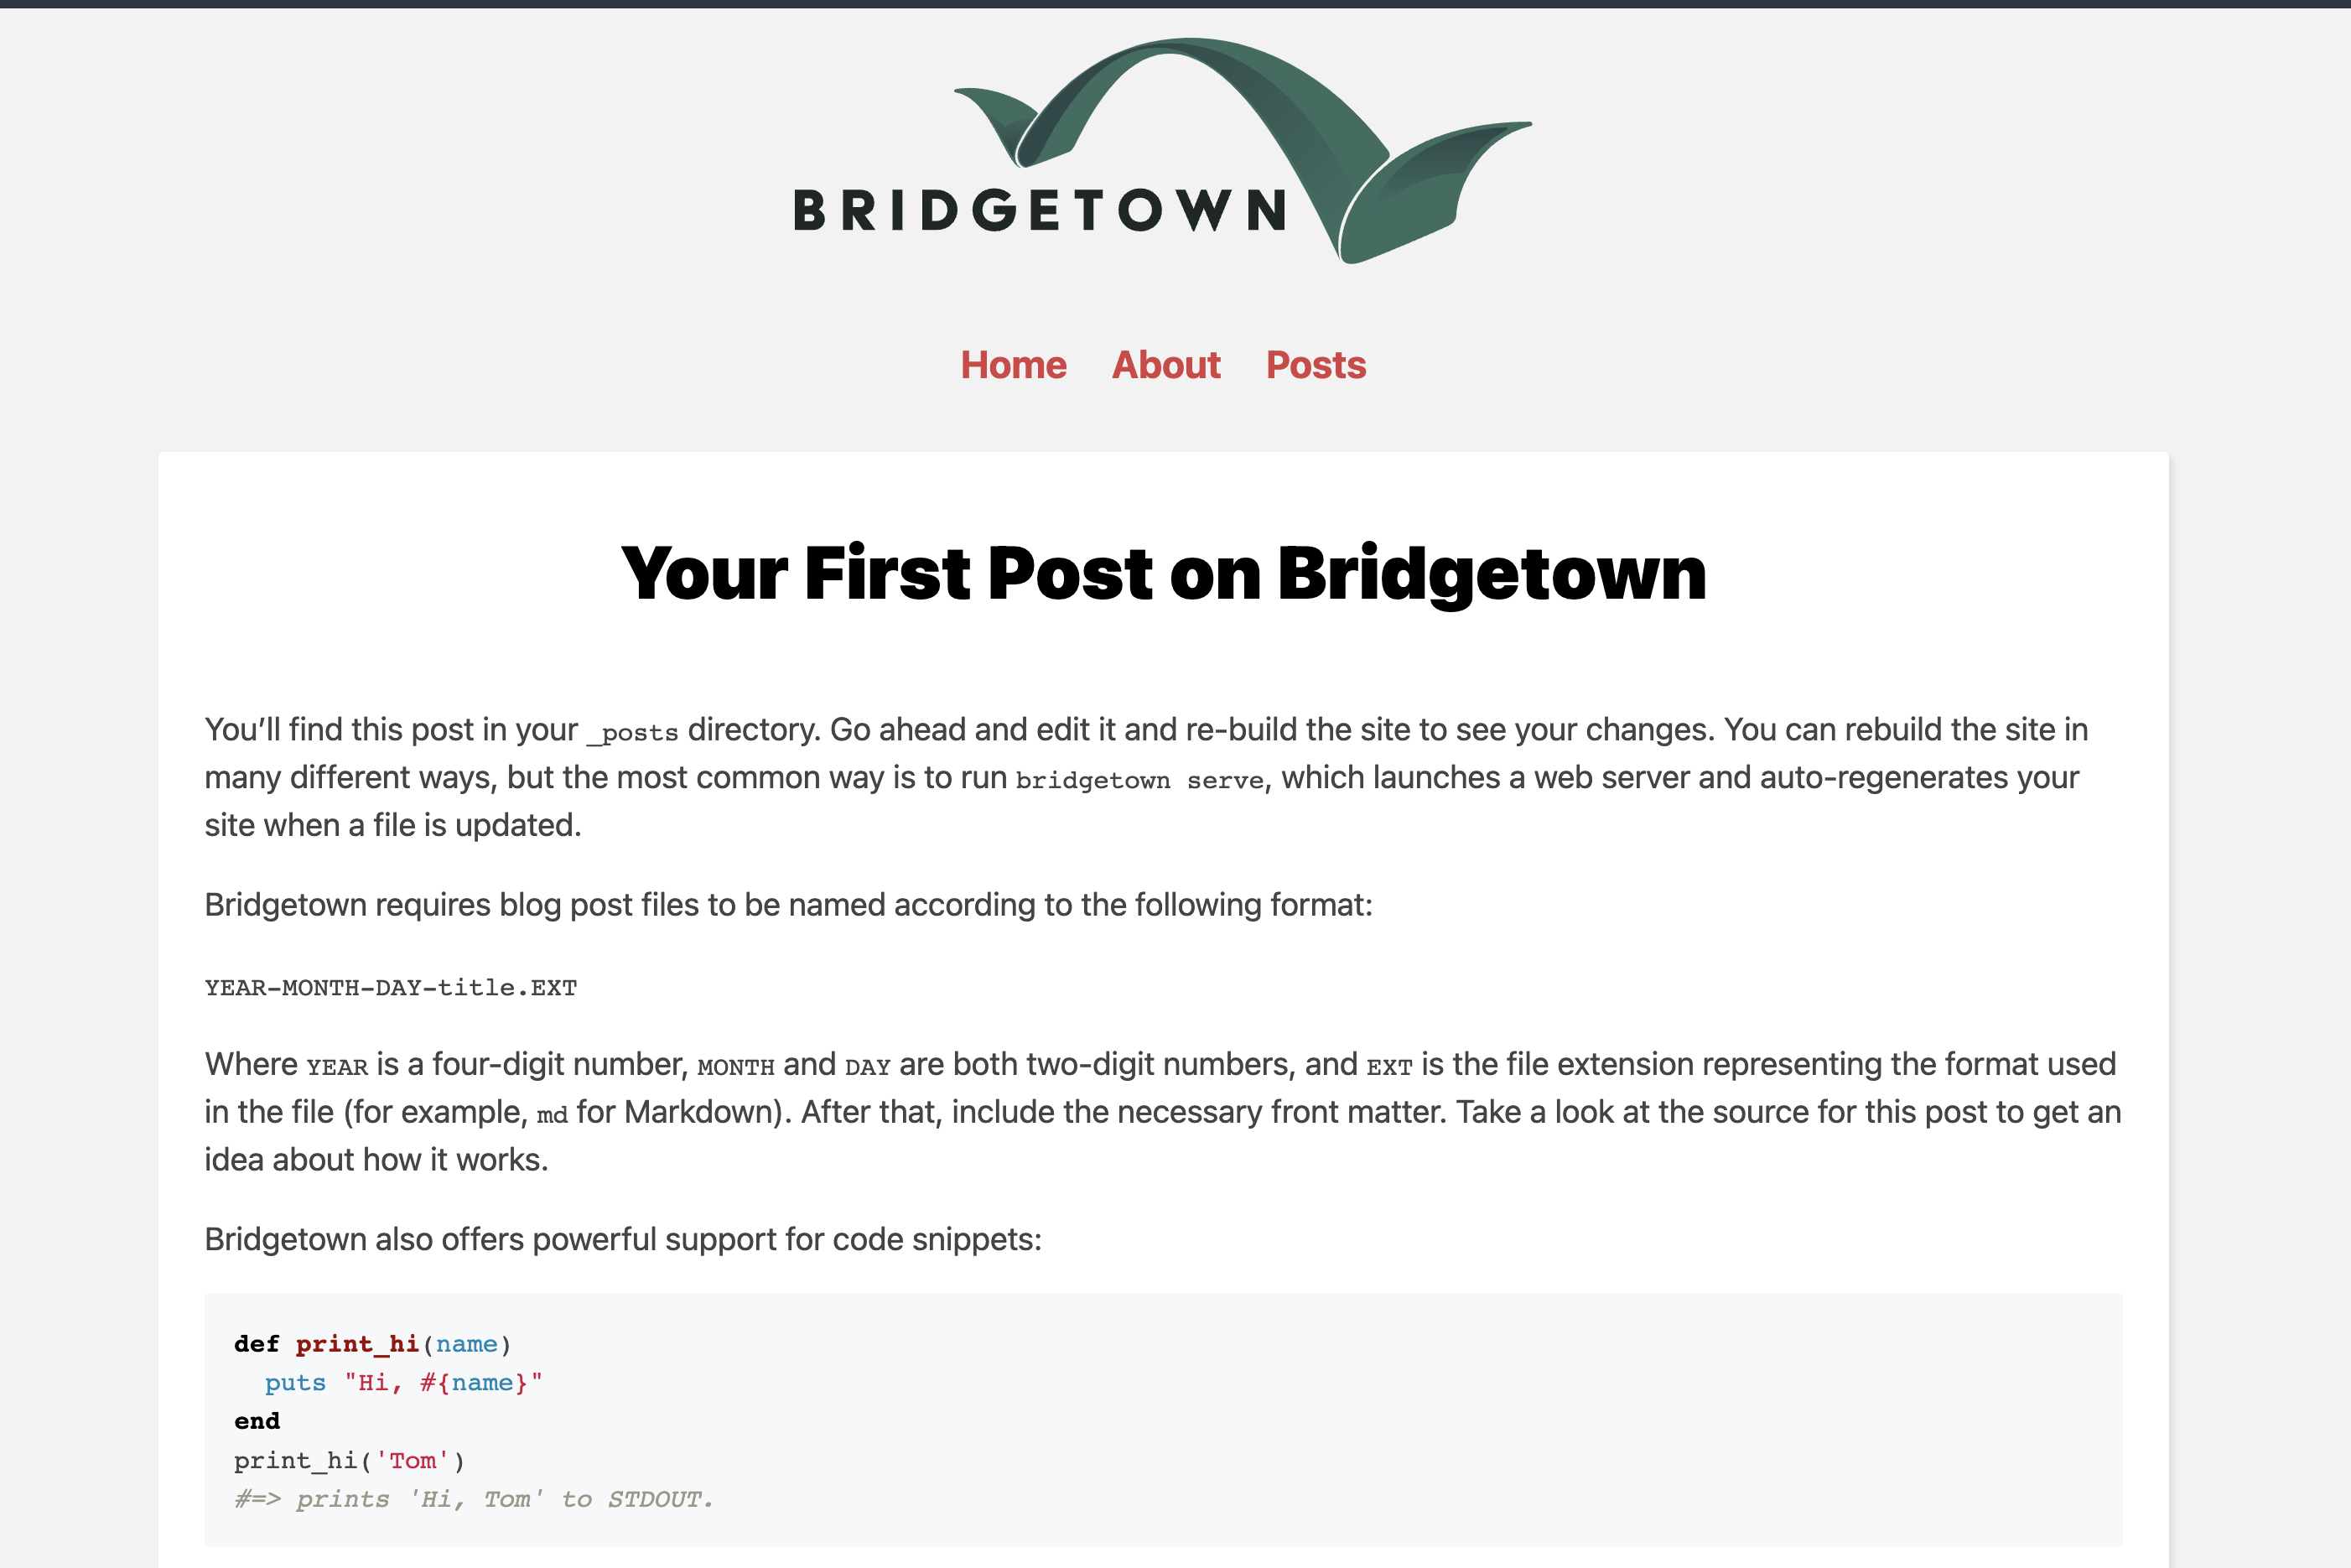 BRIDGETOWN
Home About Posts
Your First Post on Bridgetown
You’ll find this post in your _posts directory. Go ahead and edit it and re-build the site to see your changes. You can rebuild the site in
many different ways, but the most common way is to run bridgetown serve, which launches a web server and auto-regenerates your
site when a file is updated.
Bridgetown requires blog post files to be named according to the following format:
YEAR-MONTH-DAY-title.EXT
Where YEAR is a four-digit number, MONTH and DAY are both two-digit numbers, and EXT is the file extension representing the format used
in the file (for example, md for Markdown). After that, include the necessary front matter. Take a look at the source for this post to get an
idea about how it works.
Bridgetown also offers powerful support for code snippets:
def print_hi(name)
  puts "Hi, #{name}"
end
print_hi('Tom')
#=> prints 'Hi, Tom' to STDOUT.